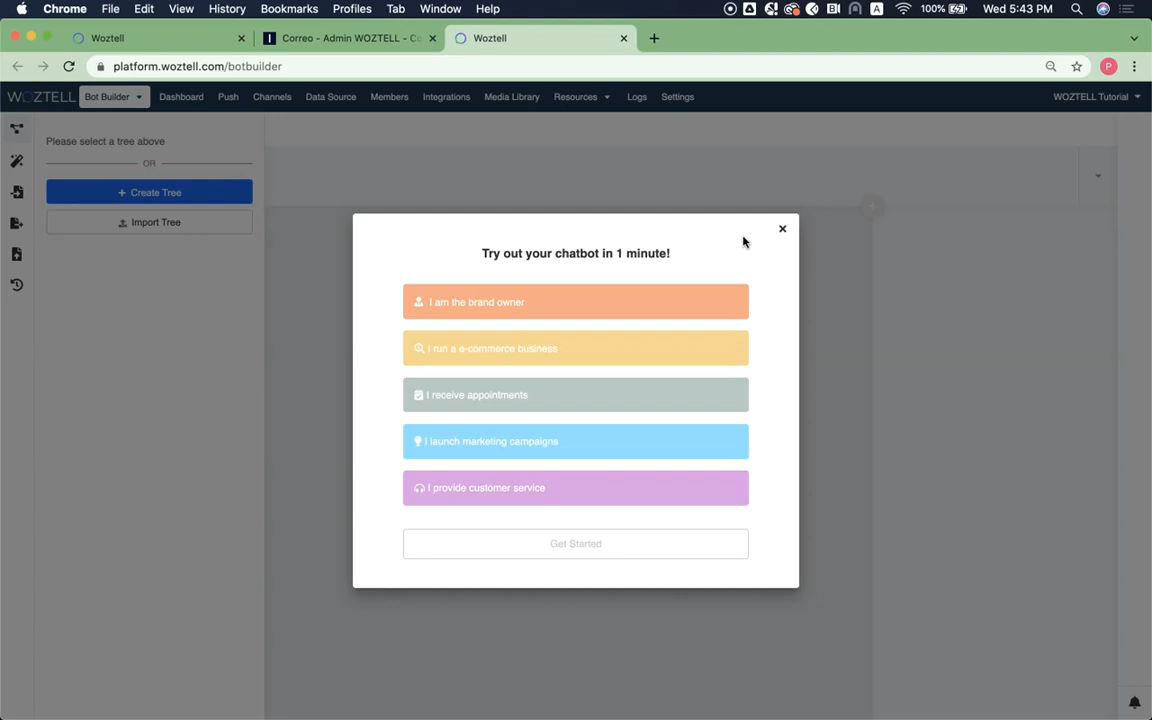 Chrome File Edit View History Bookmarks Profiles Tab Window Help A 100% Wed 5:43 PM
Woztell Correo - Admin WOZTELL - Co Woztell
platform.woztell.com/botbuilder P
WOZTELL Bot Builder Dashboard Push Channels Data Source Members Integrations Media Library Resources Logs Settings WOZTELL Tutorial
Please select a tree above
OR
+ Create Tree
Import Tree
Try out your chatbot in 1 minute!
I am the brand owner
I run a e-commerce business
I receive appointments
I launch marketing campaigns
I provide customer service
Get Started